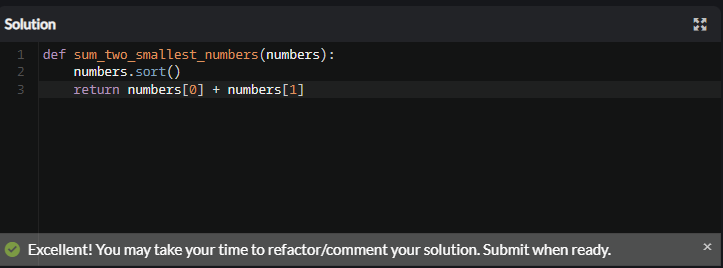 Solution
1 def sum_two_smallest_numbers(numbers):
2     numbers.sort()
3     return numbers[0] + numbers[1]
Excellent! You may take your time to refactor/comment your solution. Submit when ready. ×